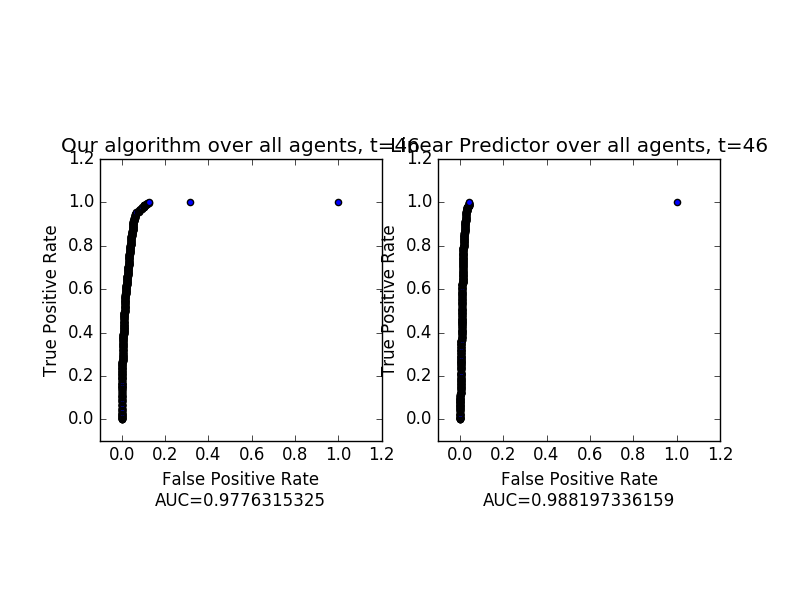 Our algorithm over all agents, t=46
Linear Predictor over all agents, t=46
1.2
1.0
0.8
0.6
0.4
0.2
0.0
True Positive Rate
0.0 0.2 0.4 0.6 0.8 1.0 1.2
False Positive Rate
AUC=0.9776315325
1.2
1.0
0.8
0.6
0.4
0.2
0.0
True Positive Rate
0.0 0.2 0.4 0.6 0.8 1.0 1.2
False Positive Rate
AUC=0.988197336159